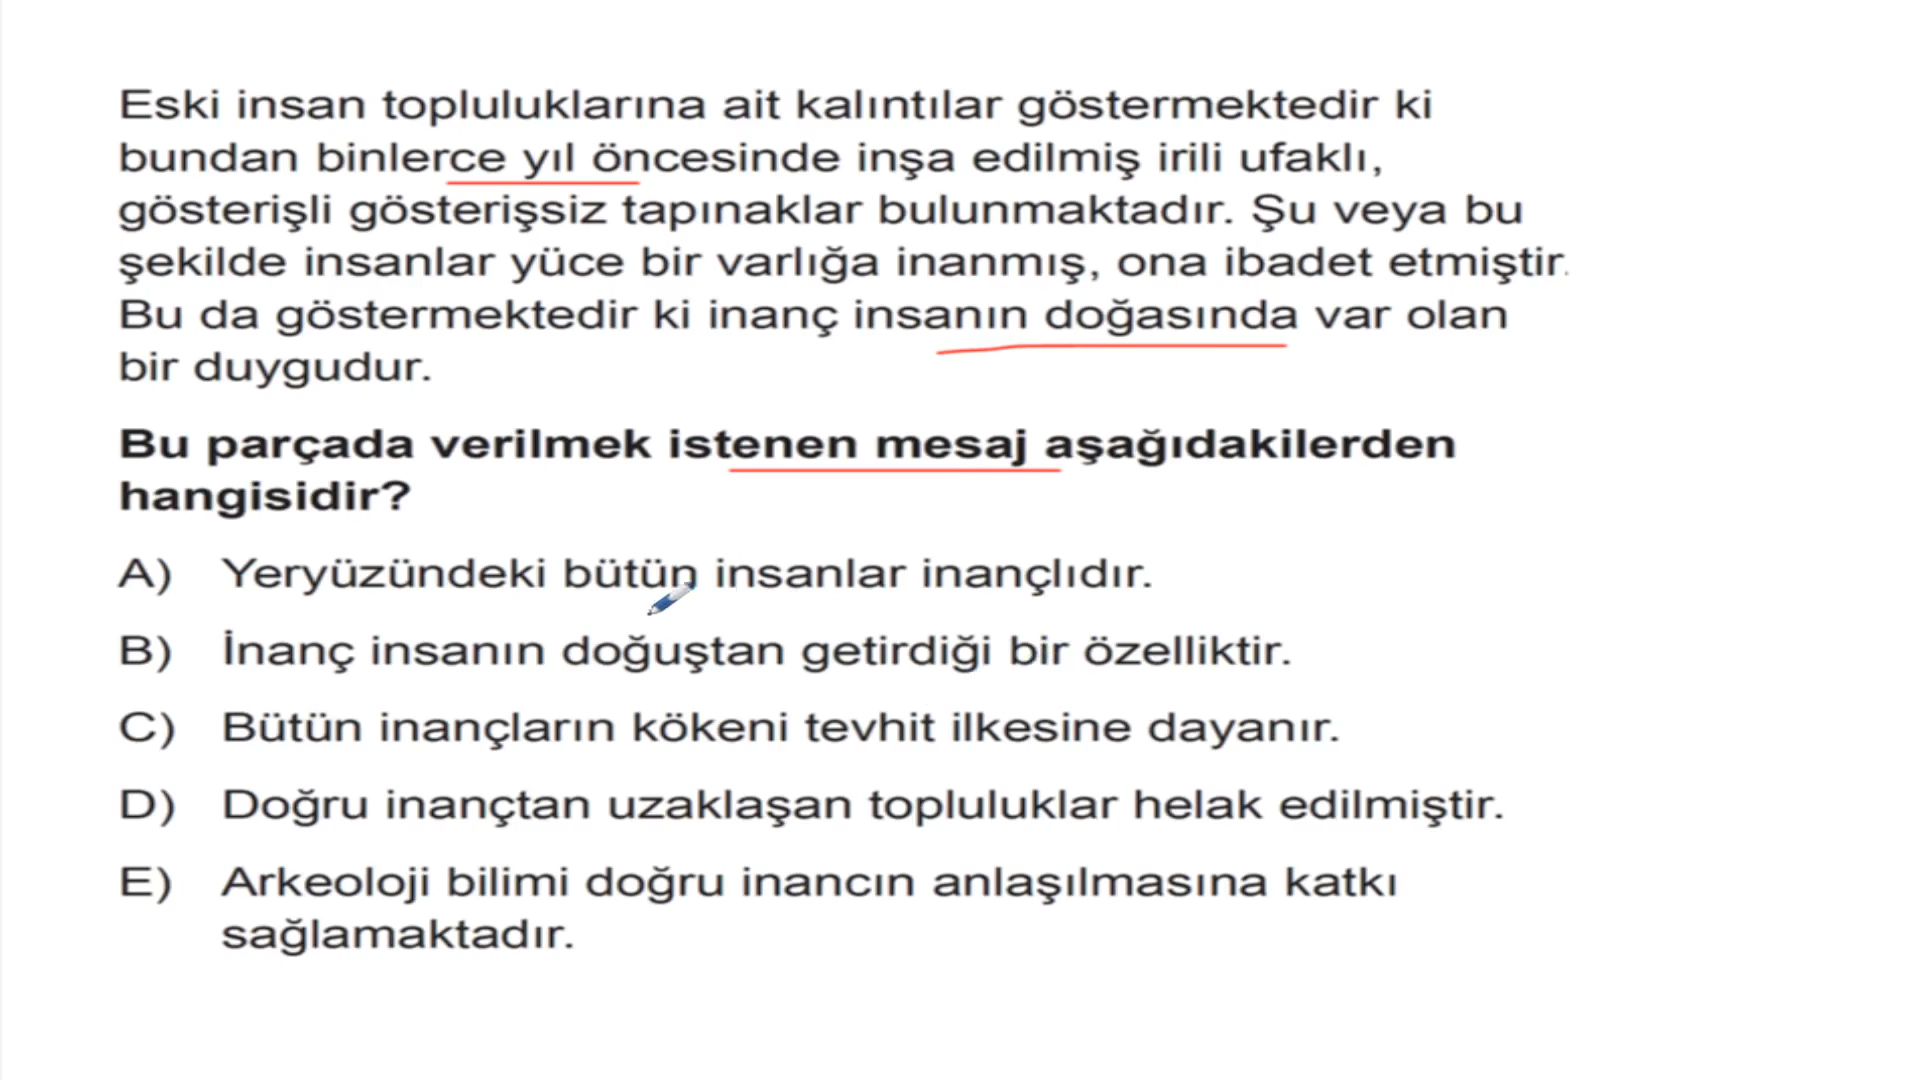 Eski insan topluluklarına ait kalıntılar göstermektedir ki
bundan binlerce yıl öncesinde inşa edilmiş irili ufaklı,
gösterişli gösterişsiz tapınaklar bulunmaktadır. Şu veya bu
şekilde insanlar yüce bir varlığa inanmış, ona ibadet etmiştir.
Bu da göstermektedir ki inanç insanın doğasında var olan
bir duygudur.
Bu parçada verilmek istenen mesaj aşağıdakilerden
hangisidir?
A) Yeryüzündeki bütün insanlar inançlıdır.
B) İnanç insanın doğuştan getirdiği bir özelliktir.
C) Bütün inançların kökeni tevhit ilkesine dayanır.
D) Doğru inançtan uzaklaşan topluluklar helak edilmiştir.
E) Arkeoloji bilimi doğru inancın anlaşılmasına katkı
sağlamaktadır.